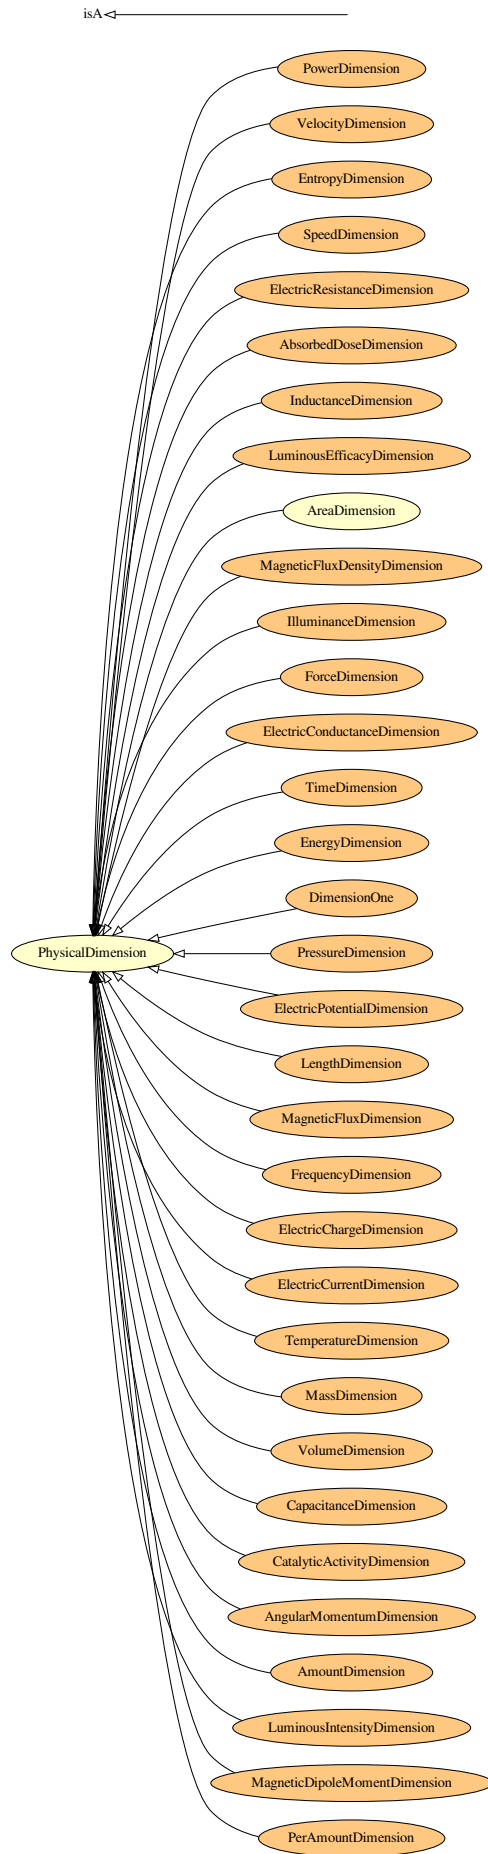 isA
PowerDimension
VelocityDimension
EntropyDimension
SpeedDimension
ElectricResistanceDimension
AbsorbedDoseDimension
InductanceDimension
LuminousEfficacyDimension
AreaDimension
MagneticFluxDensityDimension
IlluminanceDimension
ForceDimension
ElectricConductanceDimension
TimeDimension
EnergyDimension
DimensionOne
PhysicalDimension
PressureDimension
ElectricPotentialDimension
LengthDimension
MagneticFluxDimension
FrequencyDimension
ElectricChargeDimension
ElectricCurrentDimension
TemperatureDimension
MassDimension
VolumeDimension
CapacitanceDimension
CatalyticActivityDimension
AngularMomentumDimension
AmountDimension
LuminousIntensityDimension
MagneticDipoleMomentDimension
PerAmountDimension